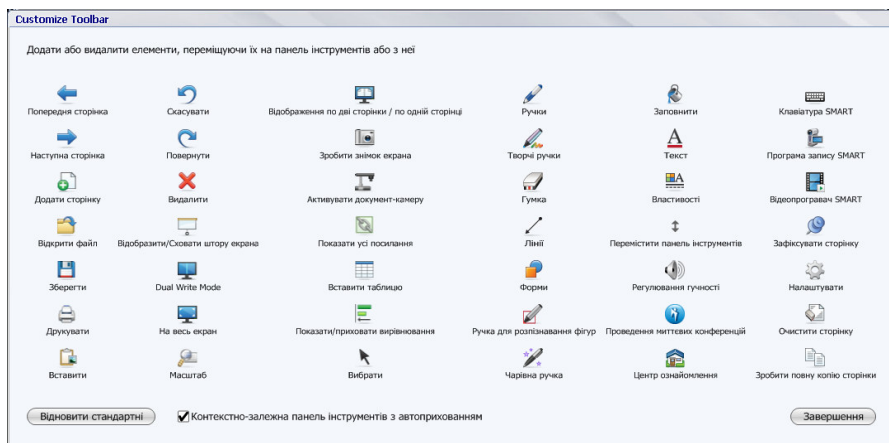 Customize Toolbar
Додати або видалити елементи, переміщуючи їх на панель інструментів або з неї
Попередня сторінка Скасувати Відображення по дві сторінки / по одній сторінці Ручки Заповнити Клавіатура SMART
Наступна сторінка Повернути Зробити знімок екрана Творчі ручки Текст Програма запису SMART
Додати сторінку Видалити Активувати документ-камеру Гумка Властивості Відеопрогравач SMART
Відкрити файл Відобразити/Сховати штору екрана Показати усі посилання Лінії Перемістити панель інструментів Зафіксувати сторінку
Зберегти Dual Write Mode Вставити таблицю Форми Регулювання гучності Налаштувати
Друкувати На весь екран Показати/приховати вирівнювання Ручка для розпізнавання фігур Проведення миттєвих конференцій Очистити сторінку
Вставити Масштаб Вибрати Чарівна ручка Центр ознайомлення Зробити повну копію сторінки
Відновити стандартні Контекстно-залежна панель інструментів з автоприхованням Завершення